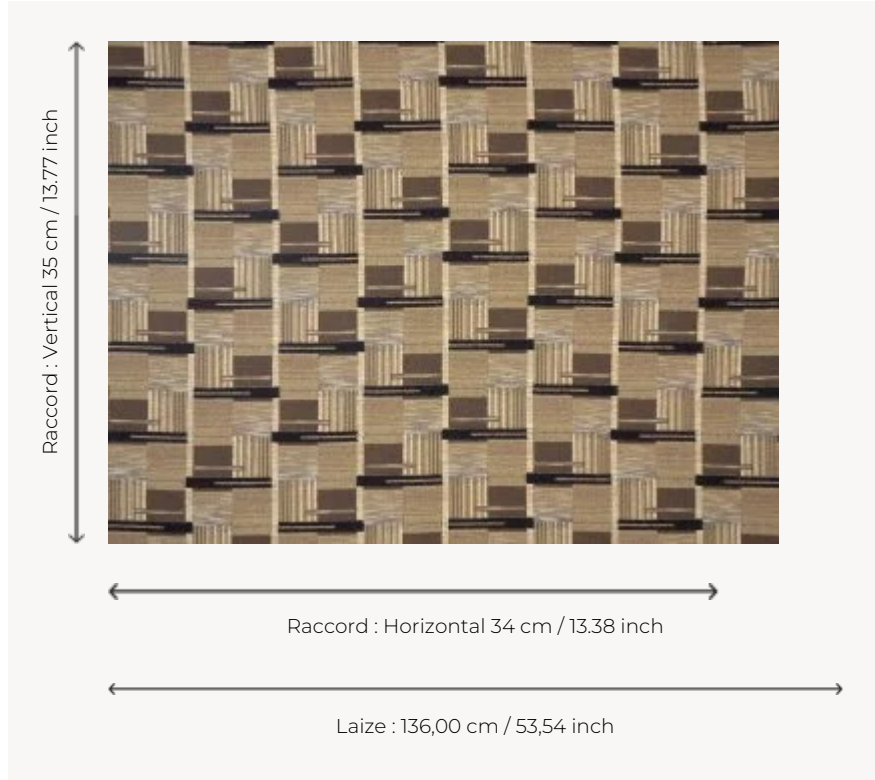 Raccord : Vertical 35 cm / 13.77 inch
Raccord : Horizontal 34 cm / 13.38 inch
Laize : 136,00 cm / 53,54 inch